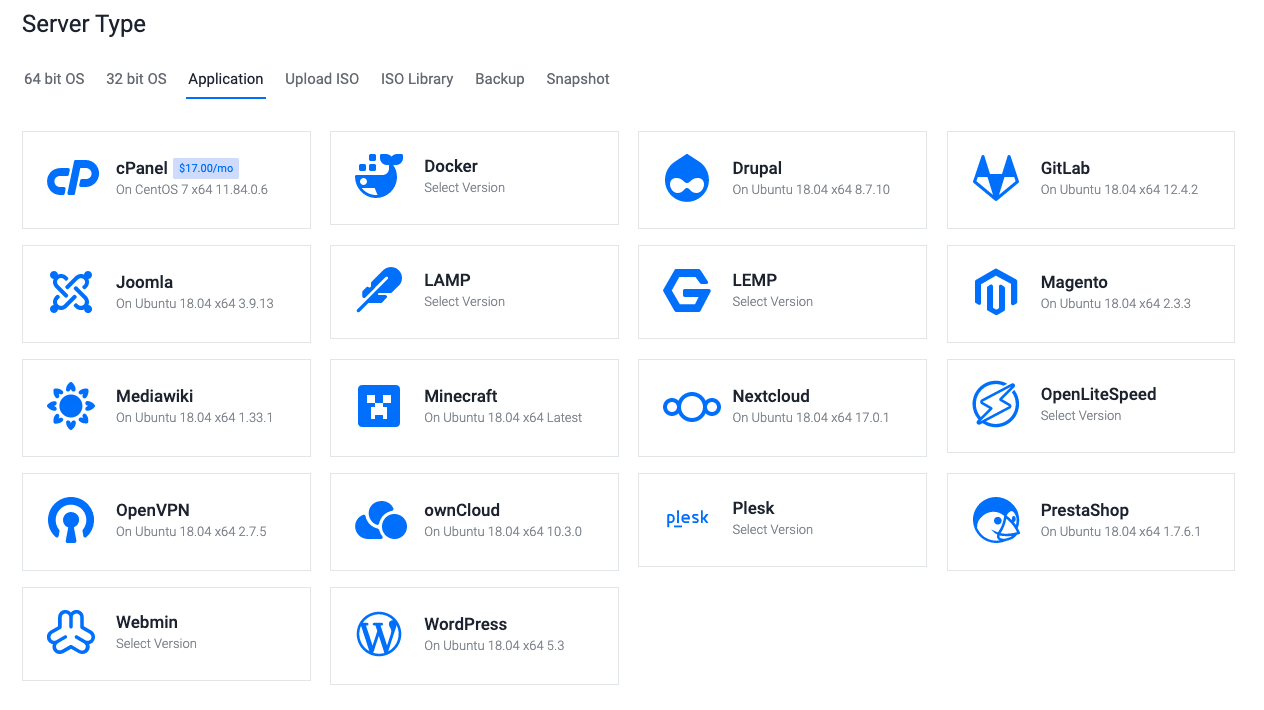 Server Type
64 bit OS 32 bit OS Application Upload ISO ISO Library Backup Snapshot
cPanel $17.00/mo
On CentOS 7 x64 11.84.0.6
Docker
Select Version
Drupal
On Ubuntu 18.04 x64 8.7.10
GitLab
On Ubuntu 18.04 x64 12.4.2
Joomla
On Ubuntu 18.04 x64 3.9.13
LAMP
Select Version
LEMP
Select Version
Magento
On Ubuntu 18.04 x64 2.3.3
Mediawiki
On Ubuntu 18.04 x64 1.33.1
Minecraft
On Ubuntu 18.04 x64 Latest
Nextcloud
On Ubuntu 18.04 x64 17.0.1
OpenLiteSpeed
Select Version
OpenVPN
On Ubuntu 18.04 x64 2.7.5
ownCloud
On Ubuntu 18.04 x64 10.3.0
plesk
Plesk
Select Version
PrestaShop
On Ubuntu 18.04 x64 1.7.6.1
Webmin
Select Version
WordPress
On Ubuntu 18.04 x64 5.3